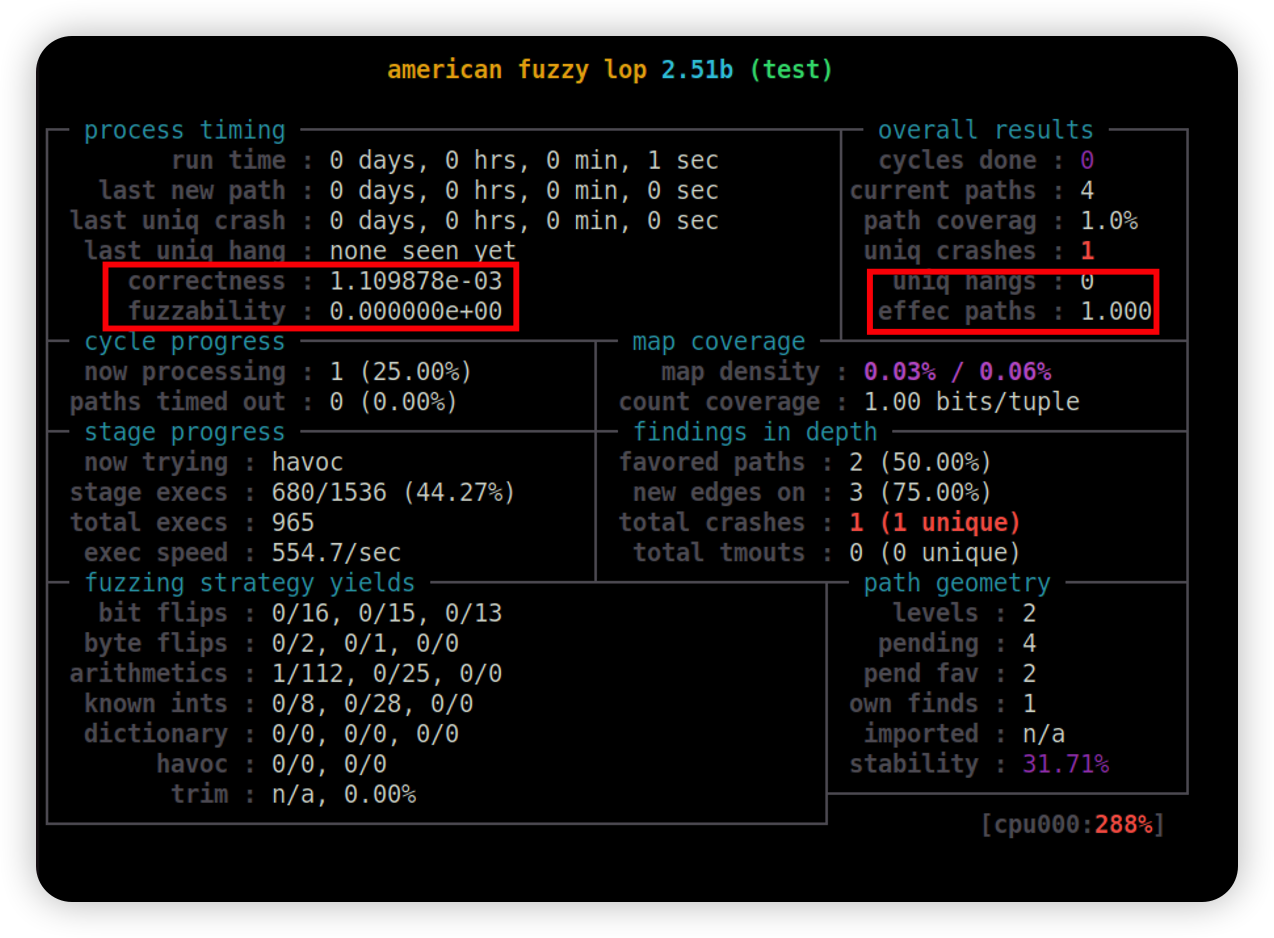 american fuzzy lop 2.51b (test)
process timing
run time : 0 days, 0 hrs, 0 min, 1 sec
last new path : 0 days, 0 hrs, 0 min, 0 sec
last uniq crash : 0 days, 0 hrs, 0 min, 0 sec
last uniq hang : none seen yet
correctness : 1.109878e-03
fuzzability : 0.000000e+00
overall results
cycles done : 0
current paths : 4
path coverag : 1.0%
uniq crashes : 1
uniq hangs : 0
effec paths : 1.000
cycle progress
now processing : 1 (25.00%)
paths timed out : 0 (0.00%)
map coverage
map density : 0.03% / 0.06%
count coverage : 1.00 bits/tuple
stage progress
now trying : havoc
stage execs : 680/1536 (44.27%)
total execs : 965
exec speed : 554.7/sec
findings in depth
favored paths : 2 (50.00%)
new edges on : 3 (75.00%)
total crashes : 1 (1 unique)
total tmouts : 0 (0 unique)
fuzzing strategy yields
bit flips : 0/16, 0/15, 0/13
byte flips : 0/2, 0/1, 0/0
arithmetics : 1/112, 0/25, 0/0
known ints : 0/8, 0/28, 0/0
dictionary : 0/0, 0/0, 0/0
havoc : 0/0, 0/0
trim : n/a, 0.00%
path geometry
levels : 2
pending : 4
pend fav : 2
own finds : 1
imported : n/a
stability : 31.71%
[cpu000:288%]